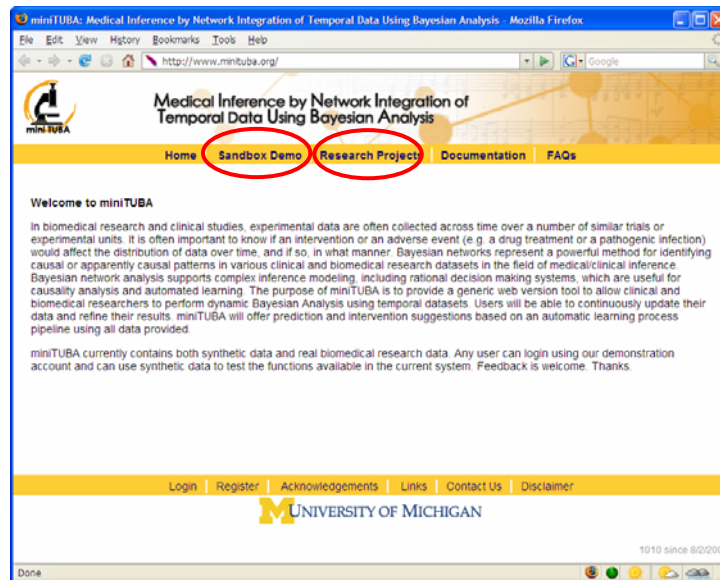 miniTUBA: Medical Inference by Network Integration of Temporal Data Using Bayesian Analysis - Mozilla Firefox
File Edit View History Bookmarks Tools Help
http://www.minituba.org/
Google
mini TUBA
Medical Inference by Network Integration of
Temporal Data Using Bayesian Analysis
Home Sandbox Demo Research Projects Documentation FAQs
Welcome to miniTUBA
In biomedical research and clinical studies, experimental data are often collected across time over a number of similar trials or
experimental units. It is often important to know if an intervention or an adverse event (e.g. a drug treatment or a pathogenic infection)
would affect the distribution of data over time, and if so, in what manner. Bayesian networks represent a powerful method for identifying
causal or apparently causal patterns in various clinical and biomedical research datasets in the field of medical/clinical inference.
Bayesian network analysis supports complex inference modeling, including rational decision making systems, which are useful for
causality analysis and automated learning. The purpose of miniTUBA is to provide a generic web version tool to allow clinical and
biomedical researchers to perform dynamic Bayesian Analysis using temporal datasets. Users will be able to continuously update their
data and refine their results. miniTUBA will offer prediction and intervention suggestions based on an automatic learning process
pipeline using all data provided.
miniTUBA currently contains both synthetic data and real biomedical research data. Any user can login using our demonstration
account and can use synthetic data to test the functions available in the current system. Feedback is welcome. Thanks.
Login Register Acknowledgements Links Contact Us Disclaimer
M UNIVERSITY OF MICHIGAN
1010 since 8/2/200
Done